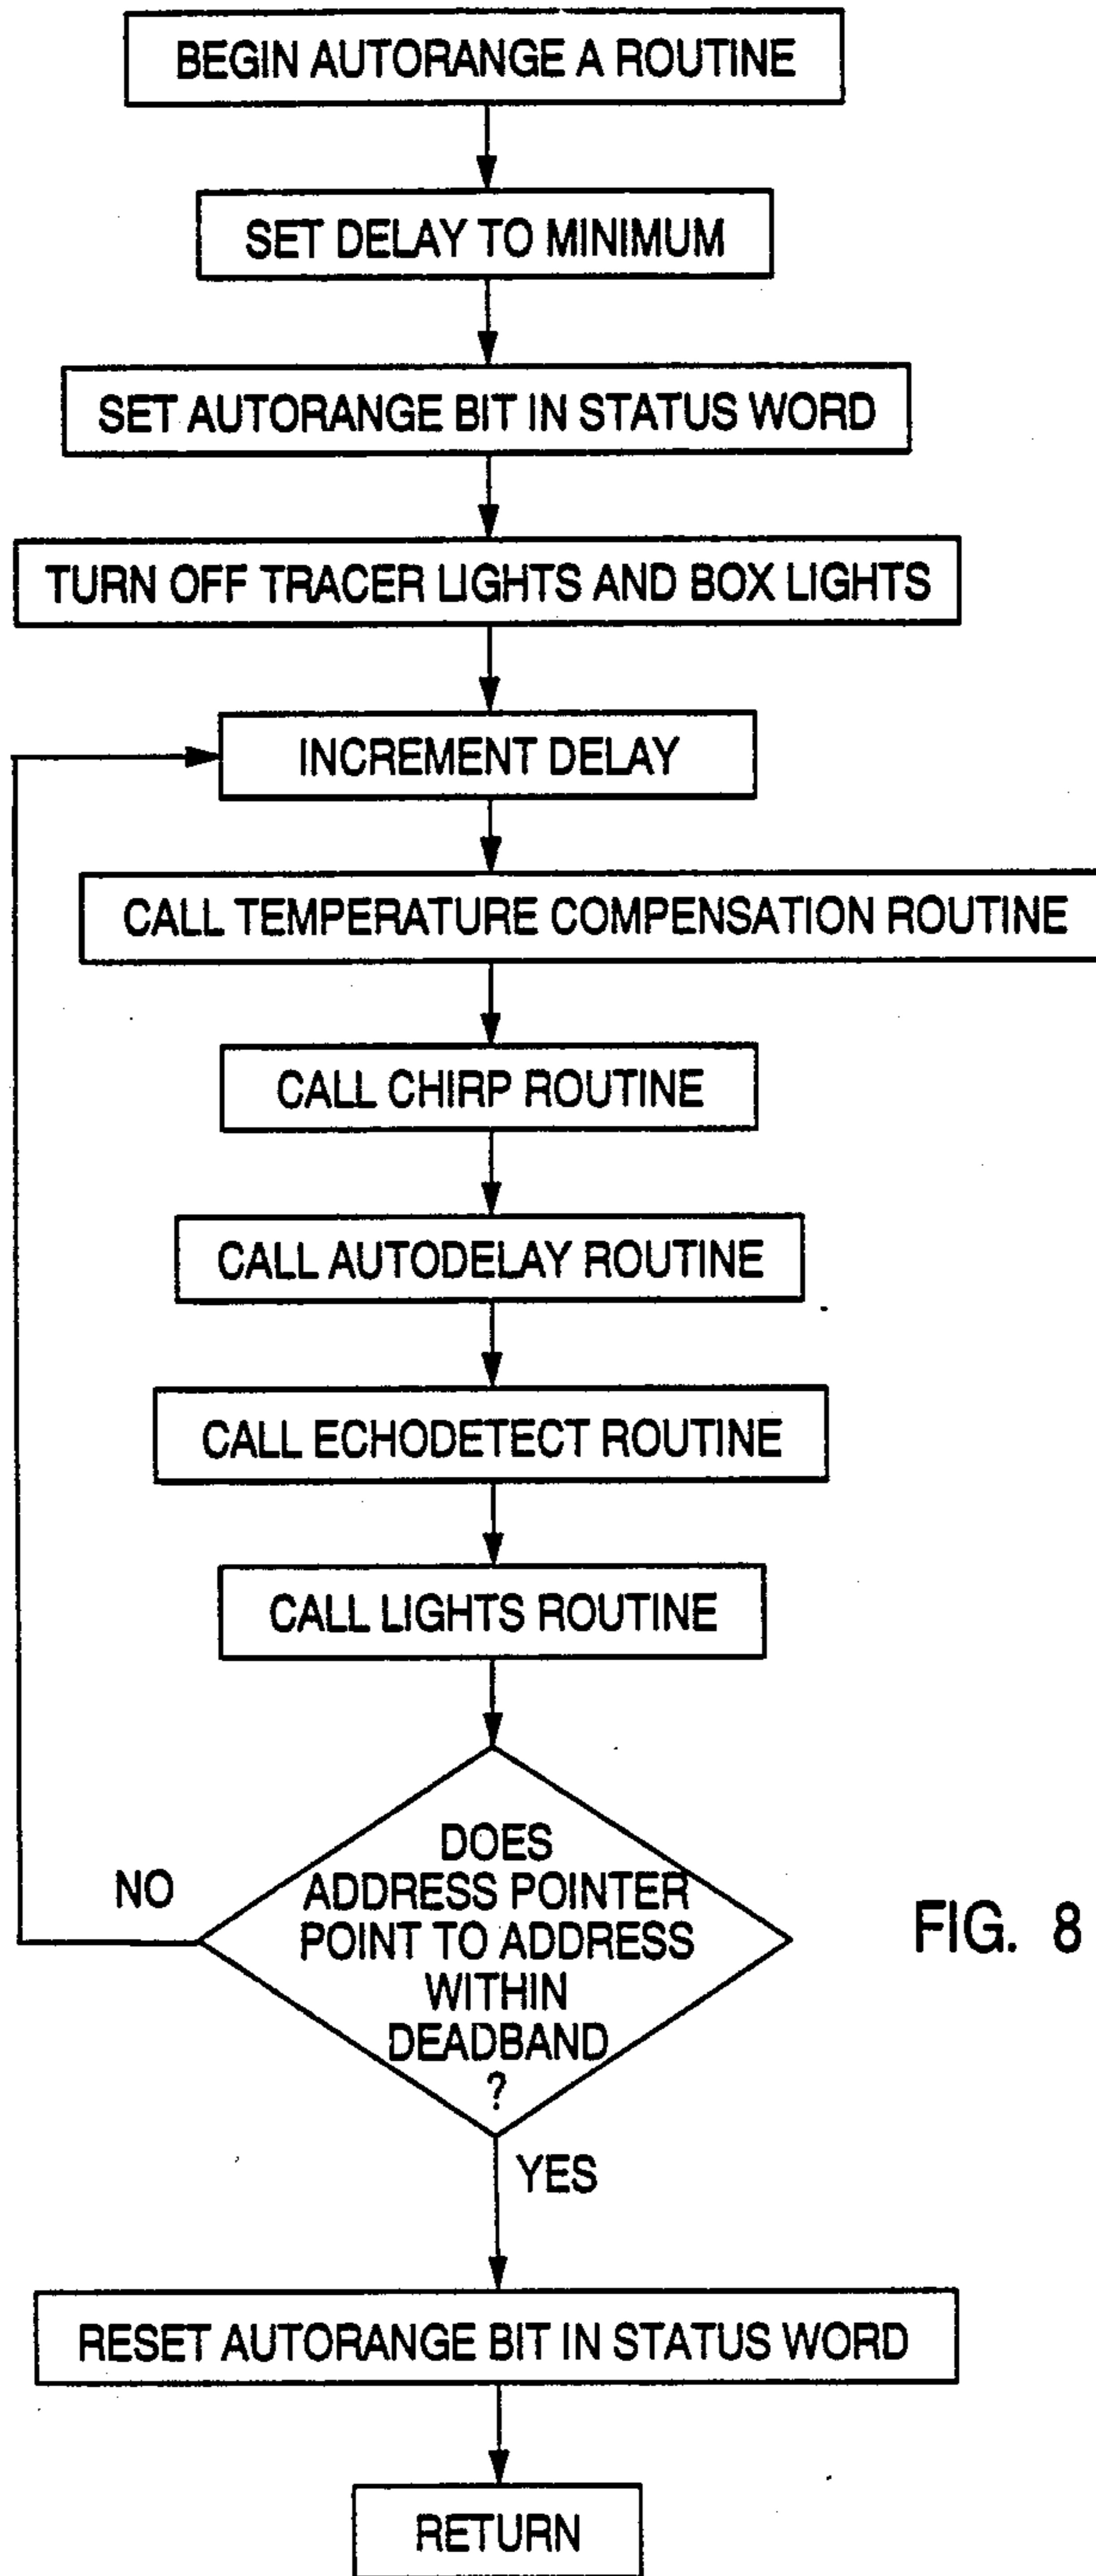 BEGIN AUTORANGE A ROUTINE
SET DELAY TO MINIMUM
SET AUTORANGE BIT IN STATUS WORD
TURN OFF TRACER LIGHTS AND BOX LIGHTS
INCREMENT DELAY
CALL TEMPERATURE COMPENSATION ROUTINE
CALL CHIRP ROUTINE
CALL AUTODELAY ROUTINE
CALL ECHODETECT ROUTINE
CALL LIGHTS ROUTINE
DOES
ADDRESS POINTER
POINT TO ADDRESS
WITHIN
DEADBAND
?
NO
FIG. 8
YES
RESET AUTORANGE BIT IN STATUS WORD
RETURN